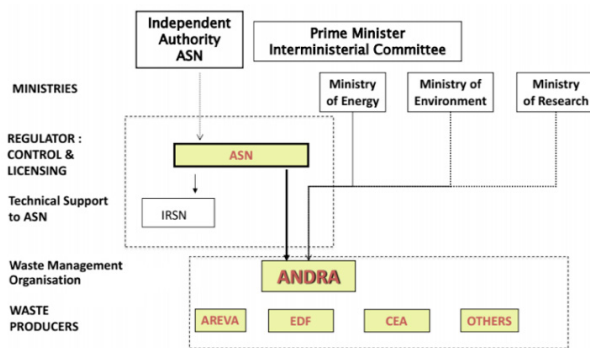 Independent
Authority
ASN
Prime Minister
Interministerial Committee
MINISTRIES
Ministry
of Energy
Ministry of
Environment
Ministry
of Research
REGULATOR :
CONTROL &
LICENSING
ASN
Technical Support
to ASN
IRSN
Waste Management
Organisation
ANDRA
WASTE
PRODUCERS
AREVA
EDF
CEA
OTHERS